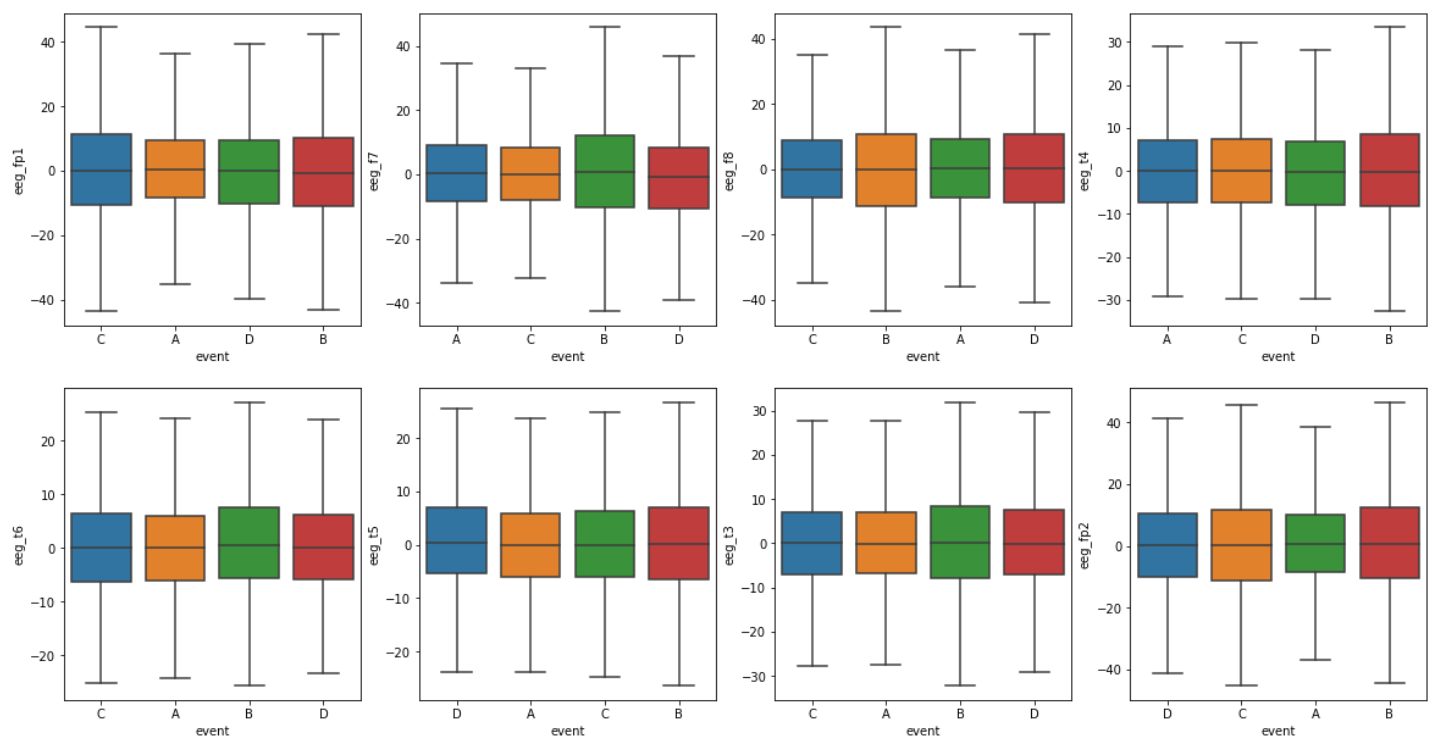 eeg_fp1
40
20
0
−20
−40
C A D B
event
eeg_f7
40
20
0
−20
−40
A C B D
event
eeg_f8
40
20
0
−20
−40
C B A D
event
eeg_t4
30
20
10
0
−10
−20
−30
A C D B
event
eeg_t6
20
10
0
−10
−20
C A B D
event
eeg_t5
20
10
0
−10
−20
D A C B
event
eeg_t3
30
20
10
0
−10
−20
−30
C A B D
event
eeg_fp2
40
20
0
−20
−40
D C A B
event